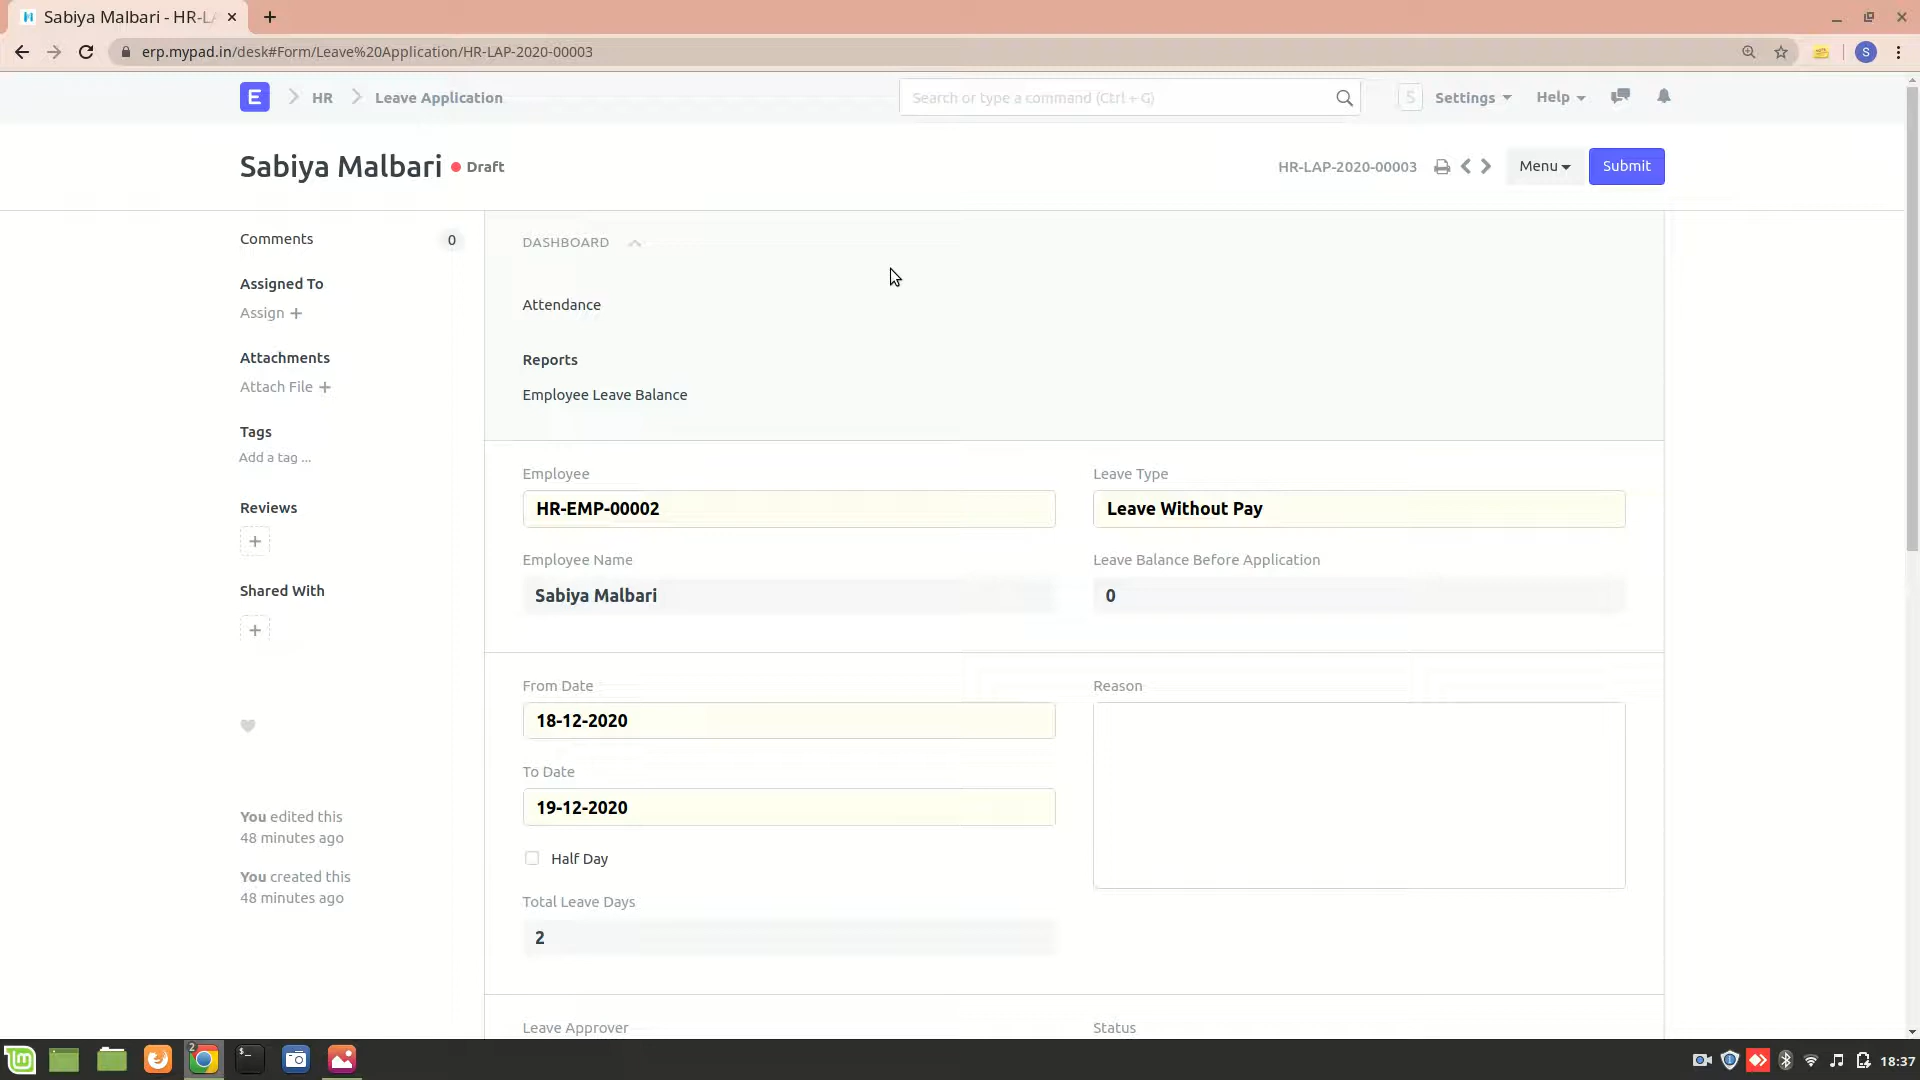 Sabiya Malbari - HR-LA
erp.mypad.in/desk#Form/Leave%20Application/HR-LAP-2020-00003
S
E HR Leave Application
Search or type a command (Ctrl + G)
S Settings Help
Sabiya Malbari Draft
HR-LAP-2020-00003 Menu Submit
Comments 0
Assigned To
Assign +
Attachments
Attach File +
Tags
Add a tag ...
Reviews
+
Shared With
+
You edited this
48 minutes ago
You created this
48 minutes ago
DASHBOARD
Attendance
Reports
Employee Leave Balance
Employee
HR-EMP-00002
Leave Type
Leave Without Pay
Employee Name
Sabiya Malbari
Leave Balance Before Application
0
From Date
18-12-2020
Reason
To Date
19-12-2020
Half Day
Total Leave Days
2
Leave Approver
Status
2
18:37